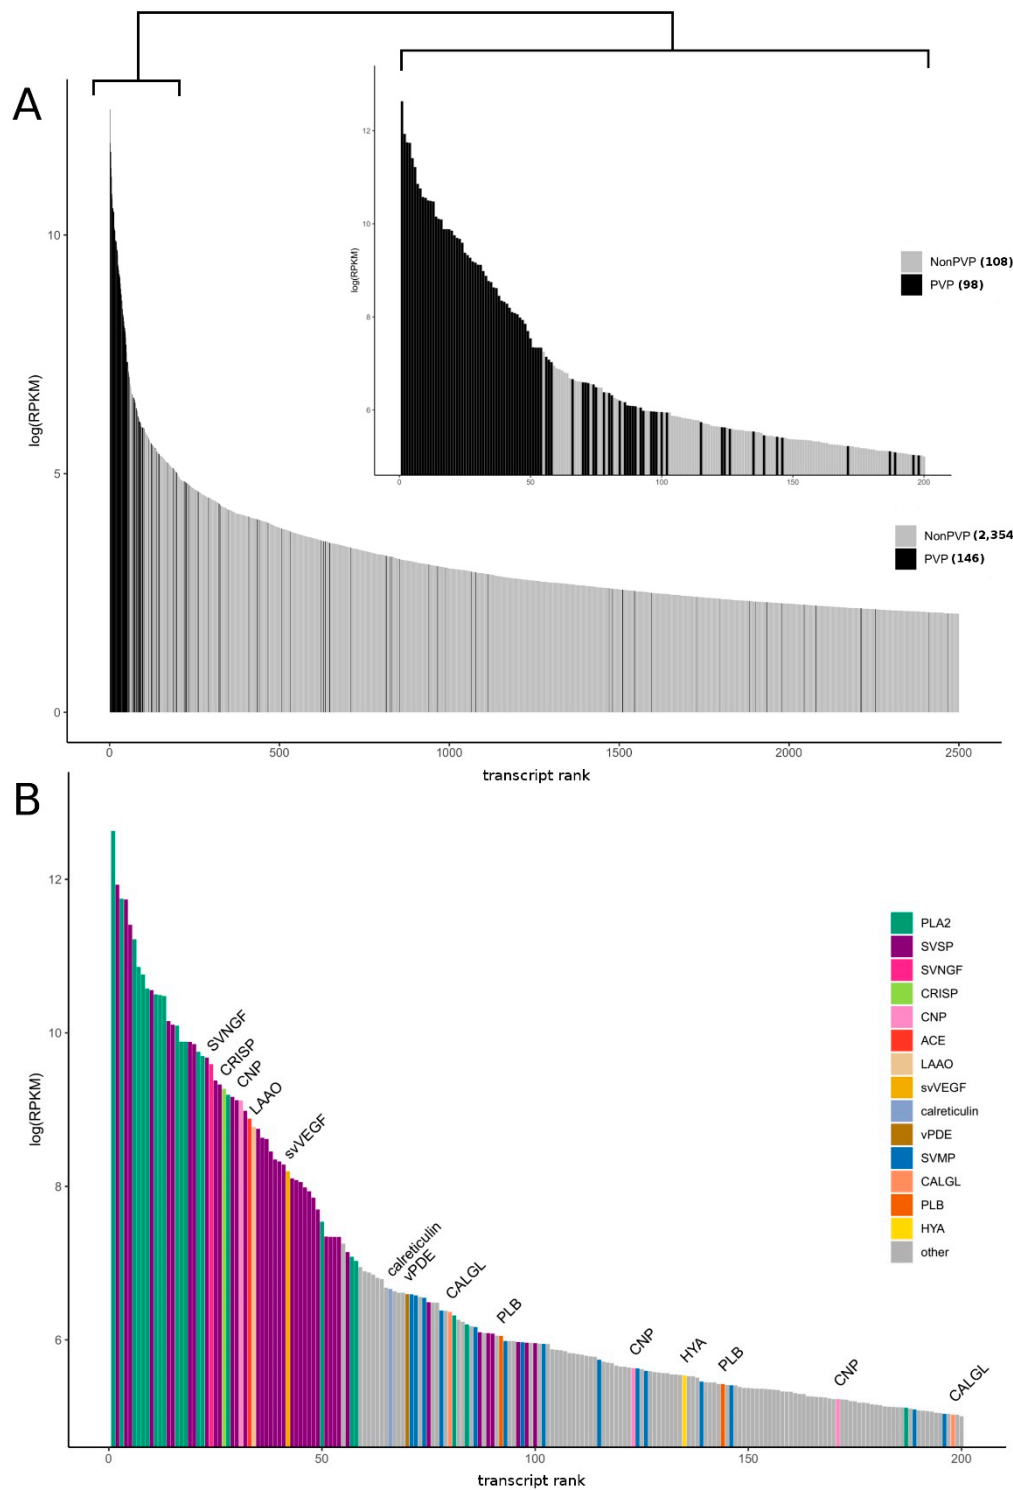 A
log(RPKM)
10
5
0
0 500 1000 1500 2000 2500
transcript rank
log(RPKM)
12
10
8
6
0 50 100 150 200
NonPVP (108)
PVP (98)
NonPVP (2,354
PVP (146)
B
log(RPKM)
12
10
8
6
SVNGF
CRISP
CNP
LAAO
svVEGF
calreticulin
vPDE
CALGL
PLB
CNP
HYA
PLB
CNP
CALGL
PLA2
SVSP
SVNGF
CRISP
CNP
ACE
LAAO
svVEGF
calreticulin
vPDE
SVMP
CALGL
PLB
HYA
other
0 50 100 150 200
transcript rank